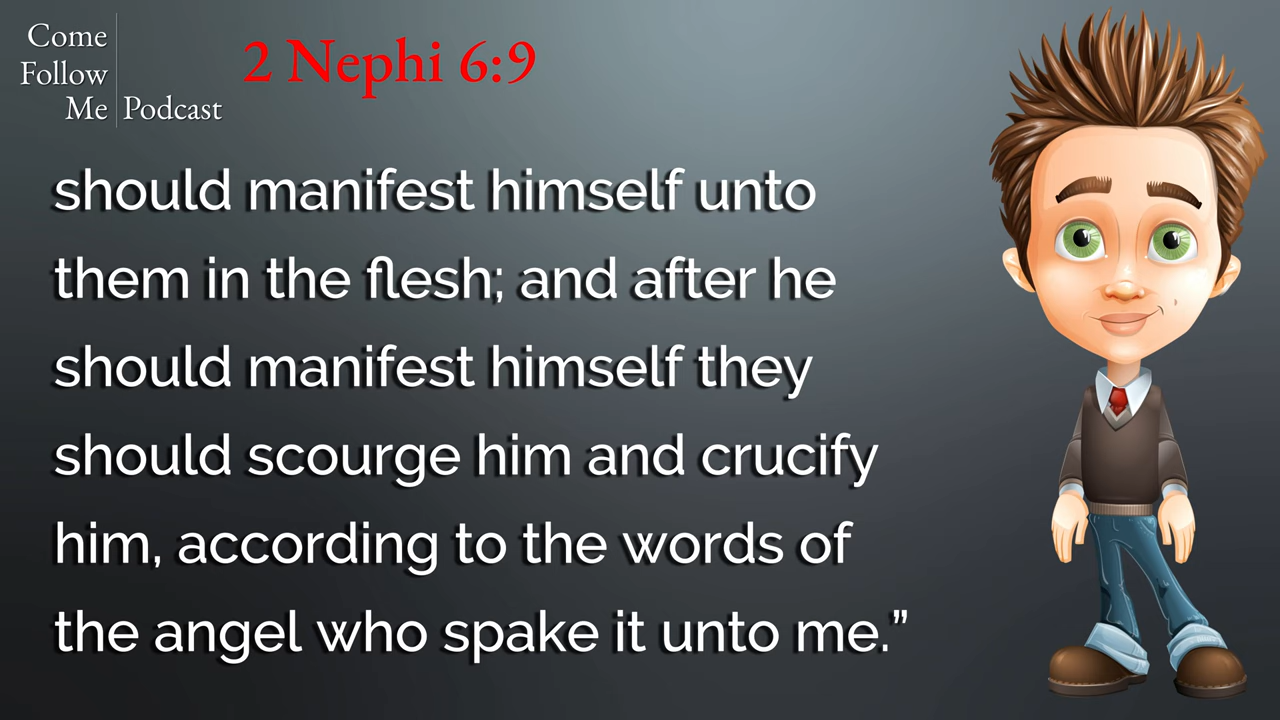 Come
Follow
Me Podcast
2 Nephi 6:9
should manifest himself unto
them in the flesh; and after he
should manifest himself they
should scourge him and crucify
him, according to the words of
the angel who spake it unto me.”